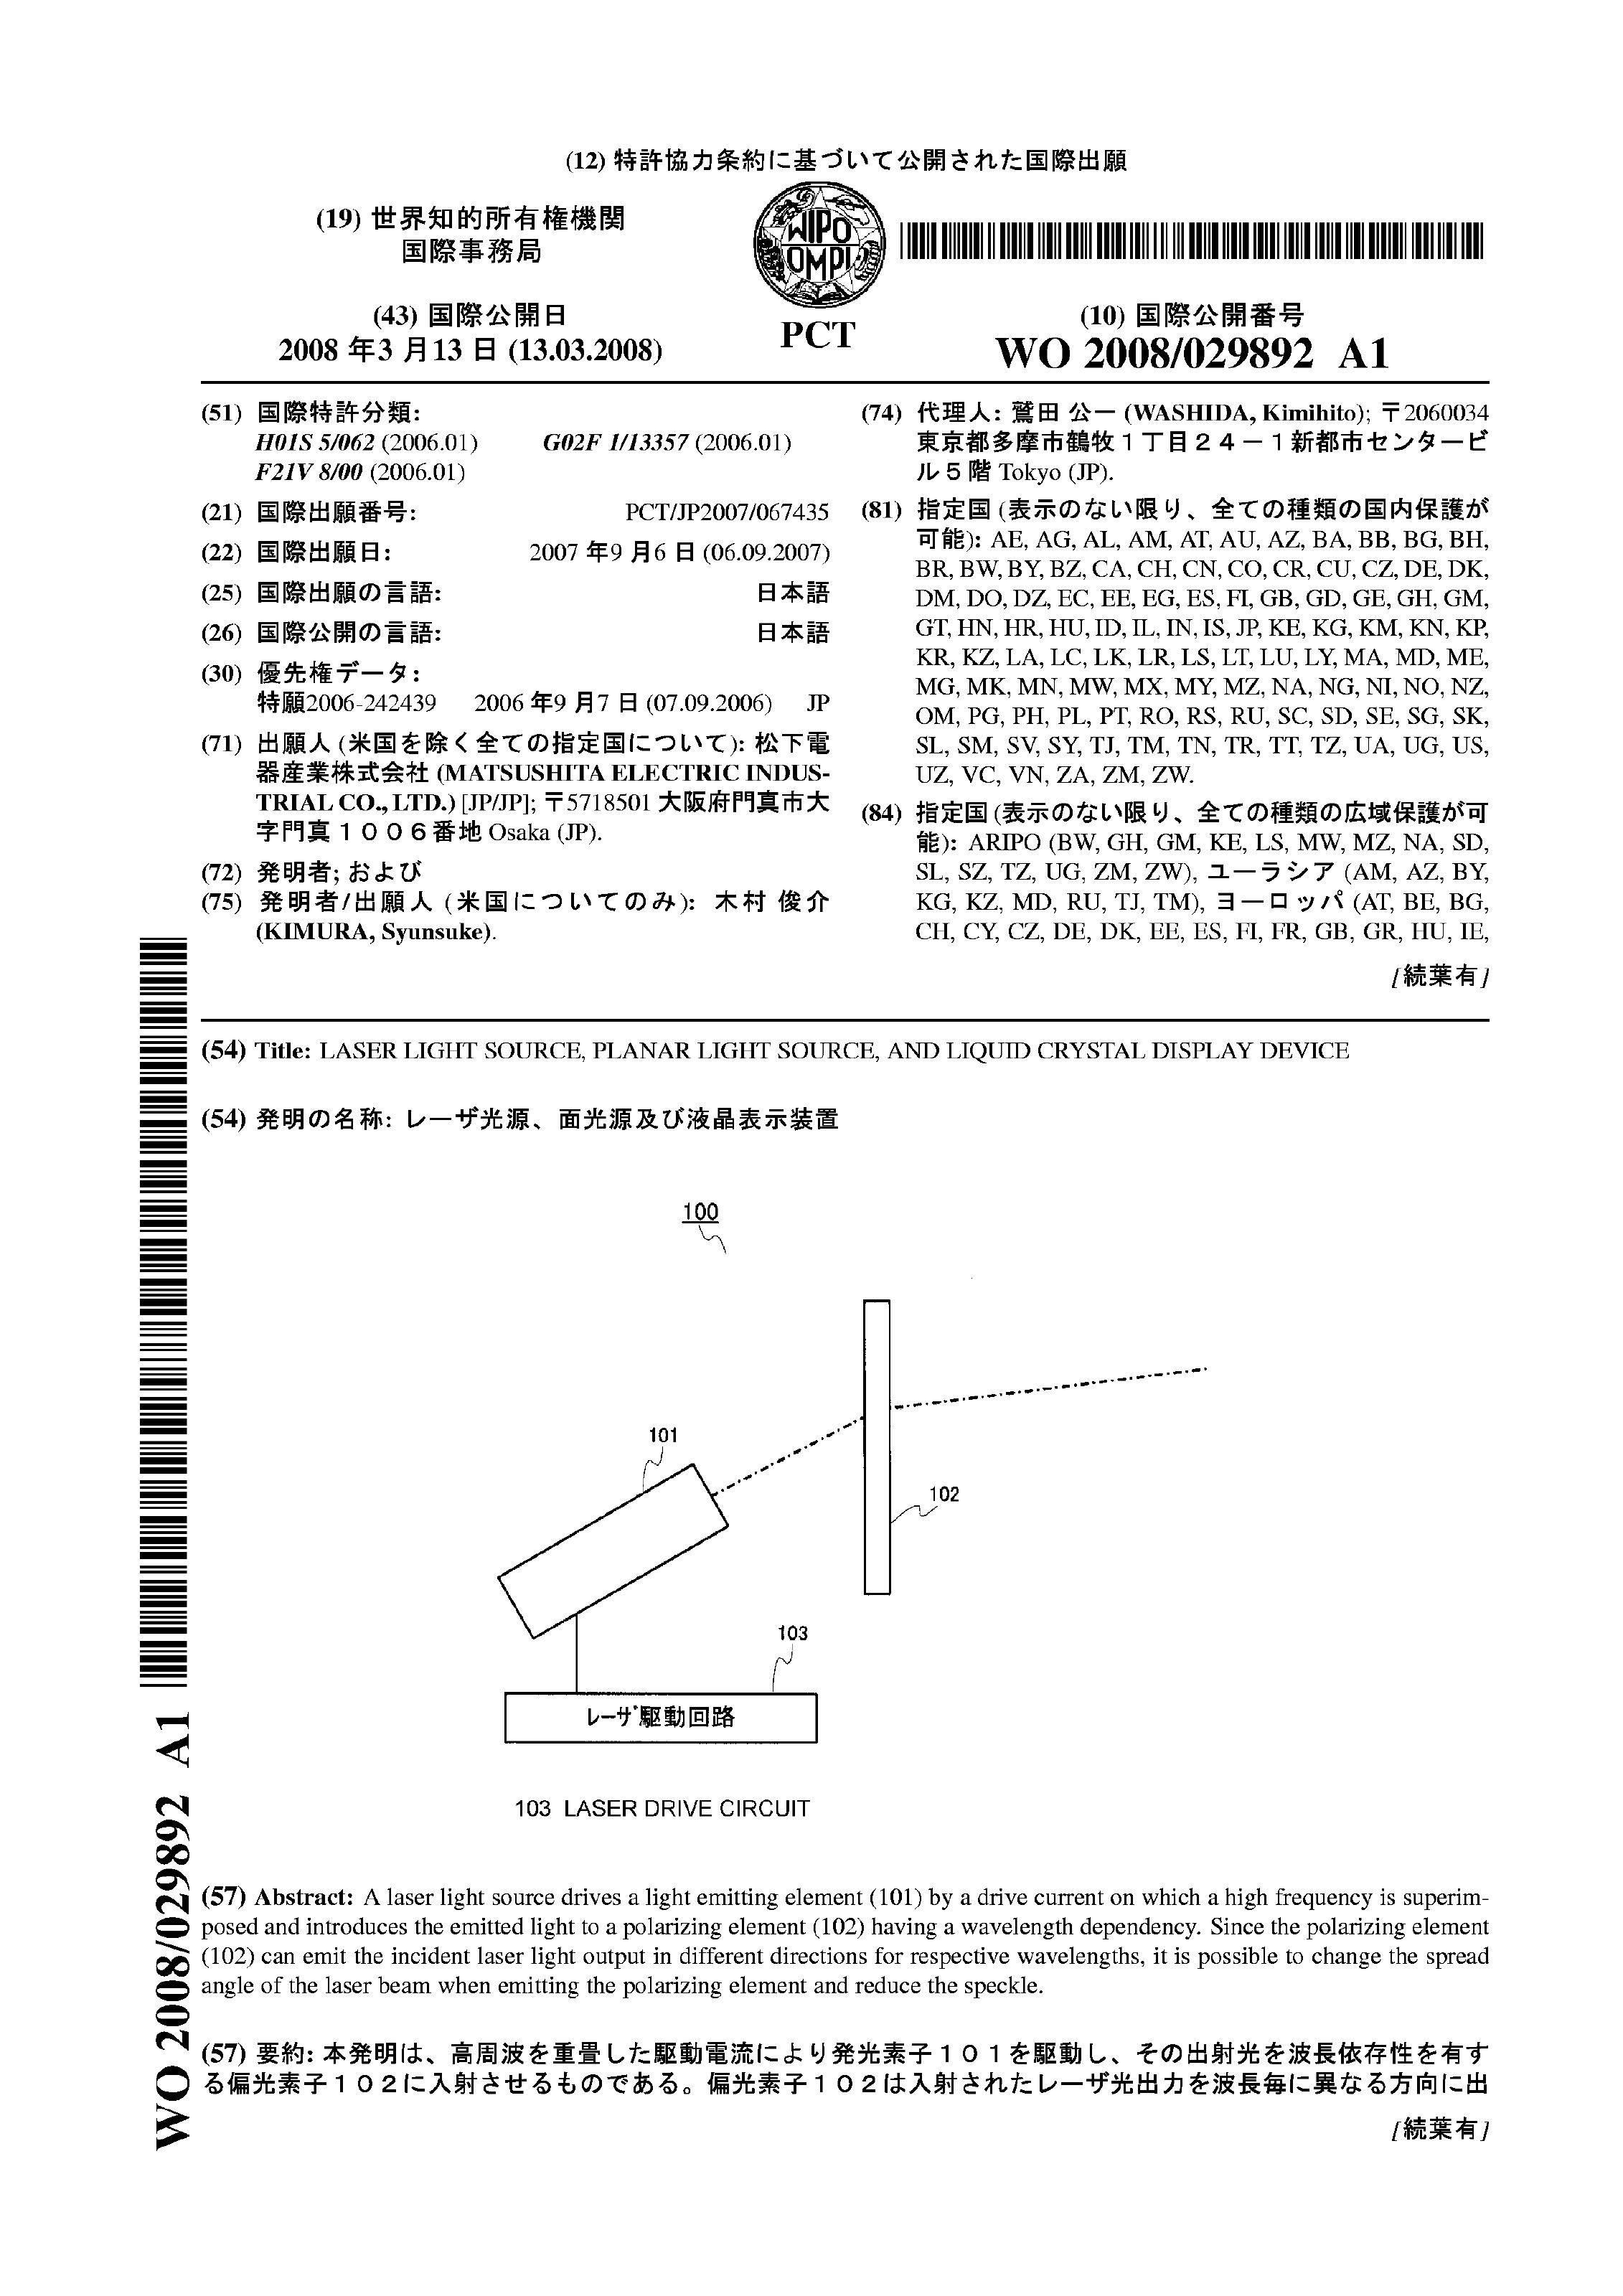 (12) 特許協力条約に基づいて公開された国際出願
(19) 世界知的所有権機関
国際事務局
WIPO
OMPI
PCT
(43) 国際公開日
2008 年3 月13 日 (13.03.2008)
(10) 国際公開番号
WO 2008/029892 A1
(51) 国際特許分類:
H01S 5/062 (2006.01) G02F 1/13357 (2006.01)
F21V 8/00 (2006.01)
(21) 国際出願番号: PCT/JP2007/067435
(22) 国際出願日: 2007 年9 月6 日 (06.09.2007)
(25) 国際出願の言語: 日本語
(26) 国際公開の言語: 日本語
(30) 優先権データ:
特願2006-242439 2006 年9 月7 日 (07.09.2006) JP
(71) 出願人 (米国を除く全ての指定国について): 松下電
器産業株式会社 (MATSUSHITA ELECTRIC INDUS-
TRIAL CO., LTD.) [JP/JP]; 〒5718501 大阪府門真市大
字門真1006番地 Osaka (JP).
(72) 発明者; および
(75) 発明者/出願人 (米国についてのみ): 木村 俊介
(KIMURA, Syunsuke).
(74) 代理人: 鷲田 公一 (WASHIDA, Kimihito); 〒2060034
東京都多摩市鶴牧1丁目24-1新都市センタービ
ル5階 Tokyo (JP).
(81) 指定国 (表示のない限り、全ての種類の国内保護が
可能): AE, AG, AL, AM, AT, AU, AZ, BA, BB, BG, BH,
BR, BW, BY, BZ, CA, CH, CN, CO, CR, CU, CZ, DE, DK,
DM, DO, DZ, EC, EE, EG, ES, FI, GB, GD, GE, GH, GM,
GT, HN, HR, HU, ID, IL, IN, IS, JP, KE, KG, KM, KN, KP,
KR, KZ, LA, LC, LK, LR, LS, LT, LU, LY, MA, MD, ME,
MG, MK, MN, MW, MX, MY, MZ, NA, NG, NI, NO, NZ,
OM, PG, PH, PL, PT, RO, RS, RU, SC, SD, SE, SG, SK,
SL, SM, SV, SY, TJ, TM, TN, TR, TT, TZ, UA, UG, US,
UZ, VC, VN, ZA, ZM, ZW.
(84) 指定国 (表示のない限り、全ての種類の広域保護が可
能): ARIPO (BW, GH, GM, KE, LS, MW, MZ, NA, SD,
SL, SZ, TZ, UG, ZM, ZW), ユーラシア (AM, AZ, BY,
KG, KZ, MD, RU, TJ, TM), ヨーロッパ (AT, BE, BG,
CH, CY, CZ, DE, DK, EE, ES, FI, FR, GB, GR, HU, IE,
[続葉有]
(54) Title: LASER LIGHT SOURCE, PLANAR LIGHT SOURCE, AND LIQUID CRYSTAL DISPLAY DEVICE
(54) 発明の名称: レーザ光源、面光源及び液晶表示装置
100
101
102
103
レーザ駆動回路
103 LASER DRIVE CIRCUIT
(57) Abstract: A laser light source drives a light emitting element (101) by a drive current on which a high frequency is superim-
posed and introduces the emitted light to a polarizing element (102) having a wavelength dependency. Since the polarizing element
(102) can emit the incident laser light output in different directions for respective wavelengths, it is possible to change the spread
angle of the laser beam when emitting the polarizing element and reduce the speckle.
(57) 要約: 本発明は、高周波を重畳した駆動電流により発光素子101を駆動し、その出射光を波長依存性を有す
る偏光素子102に入射させるものである。偏光素子102は入射されたレーザ光出力を波長毎に異なる方向に出
[続葉有]
WO 2008/029892 A1